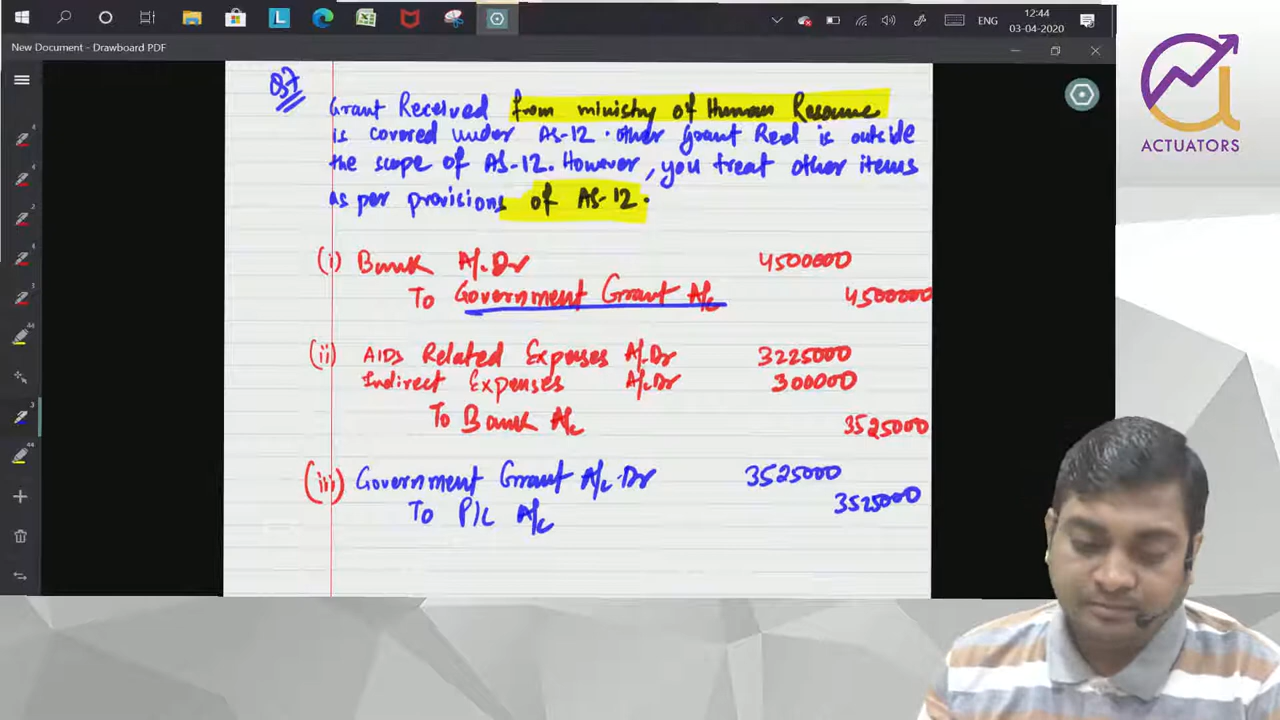 12:44
ENG
03-04-2020
New Document - Drawboard PDF
ACTUATORS
Q7
Grant Received from ministry of Human Resource
is covered under AS-12. other Grant Recd is outside
the scope of AS-12. However, you treat other items
as per provisions of AS-12.
(i) Bank A/c. Dr 4500000
To Government Grant A/c 4500000
(ii) AIDs Related Expenses A/c. Dr 3225000
Indirect Expenses A/c Dr 300000
To Bank A/c 3525000
(iii) Government Grant A/c. Dr 3525000
To P/L A/c 3525000